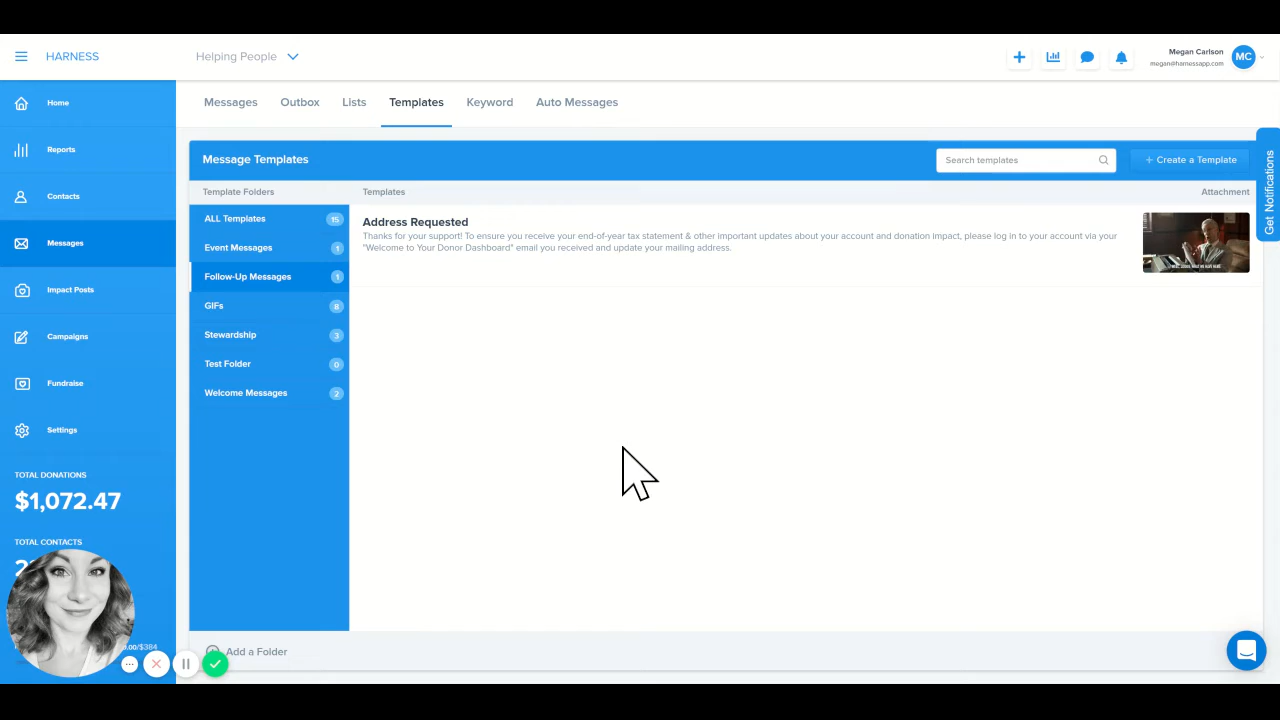 HARNESS
Helping People
Megan Carlson
megan@harnessapp.com
MC
Home
Reports
Contacts
Messages
Impact Posts
Campaigns
Fundraise
Settings
TOTAL DONATIONS
$1,072.47
TOTAL CONTACTS
Messages Outbox Lists Templates Keyword Auto Messages
Message Templates
Search templates
+ Create a Template
Get Notifications
Template Folders Templates Attachment
ALL Templates 15
Event Messages 1
Follow-Up Messages 1
GIFs 8
Stewardship 3
Test Folder 0
Welcome Messages 2
Address Requested
Thanks for your support! To ensure you receive your end-of-year tax statement & other important updates about your account and donation impact, please log in to your account via your
"Welcome to Your Donor Dashboard" email you received and update your mailing address.
Add a Folder